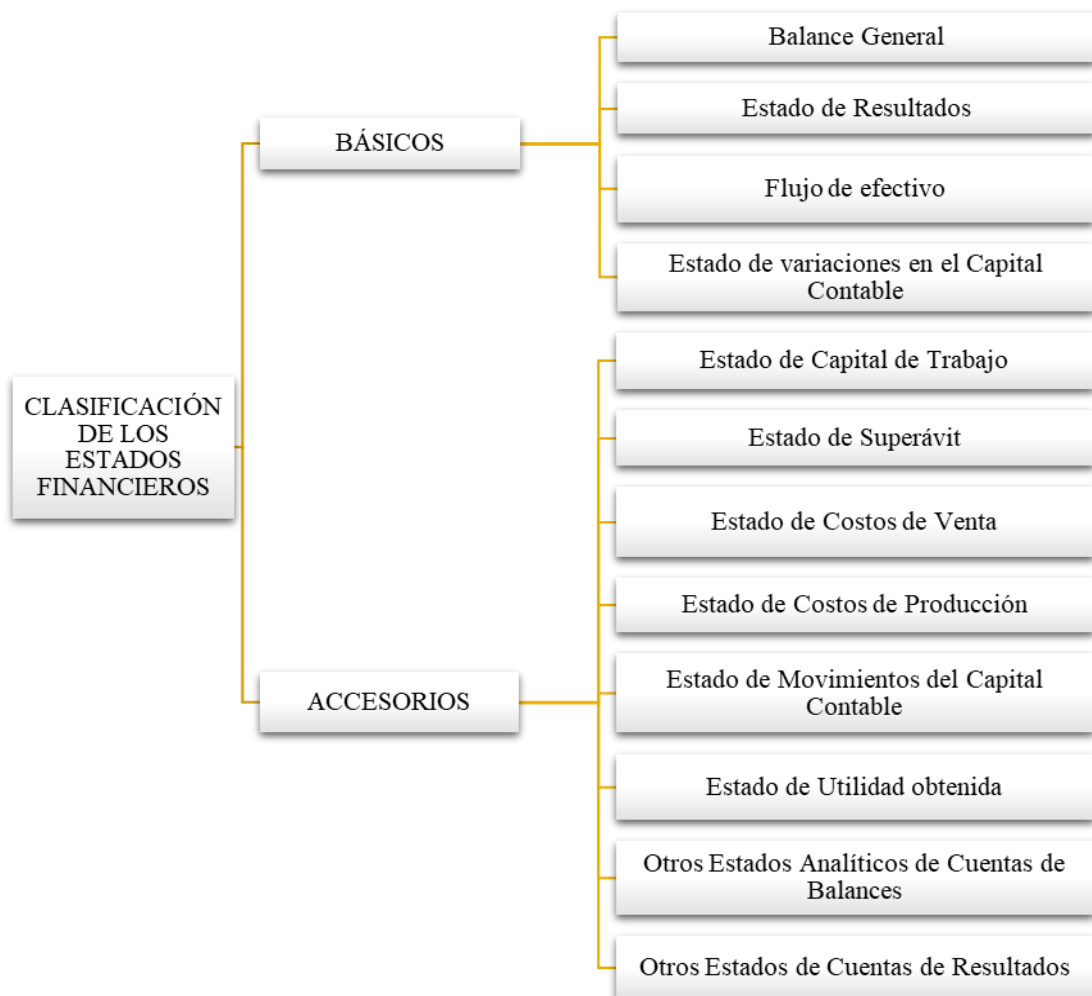 CLASIFICACIÓN
DE LOS
ESTADOS
FINANCIEROS
BÁSICOS
Balance General
Estado de Resultados
Flujo de efectivo
Estado de variaciones en el Capital
Contable
ACCESORIOS
Estado de Capital de Trabajo
Estado de Superávit
Estado de Costos de Venta
Estado de Costos de Producción
Estado de Movimientos del Capital
Contable
Estado de Utilidad obtenida
Otros Estados Analíticos de Cuentas de
Balances
Otros Estados de Cuentas de Resultados